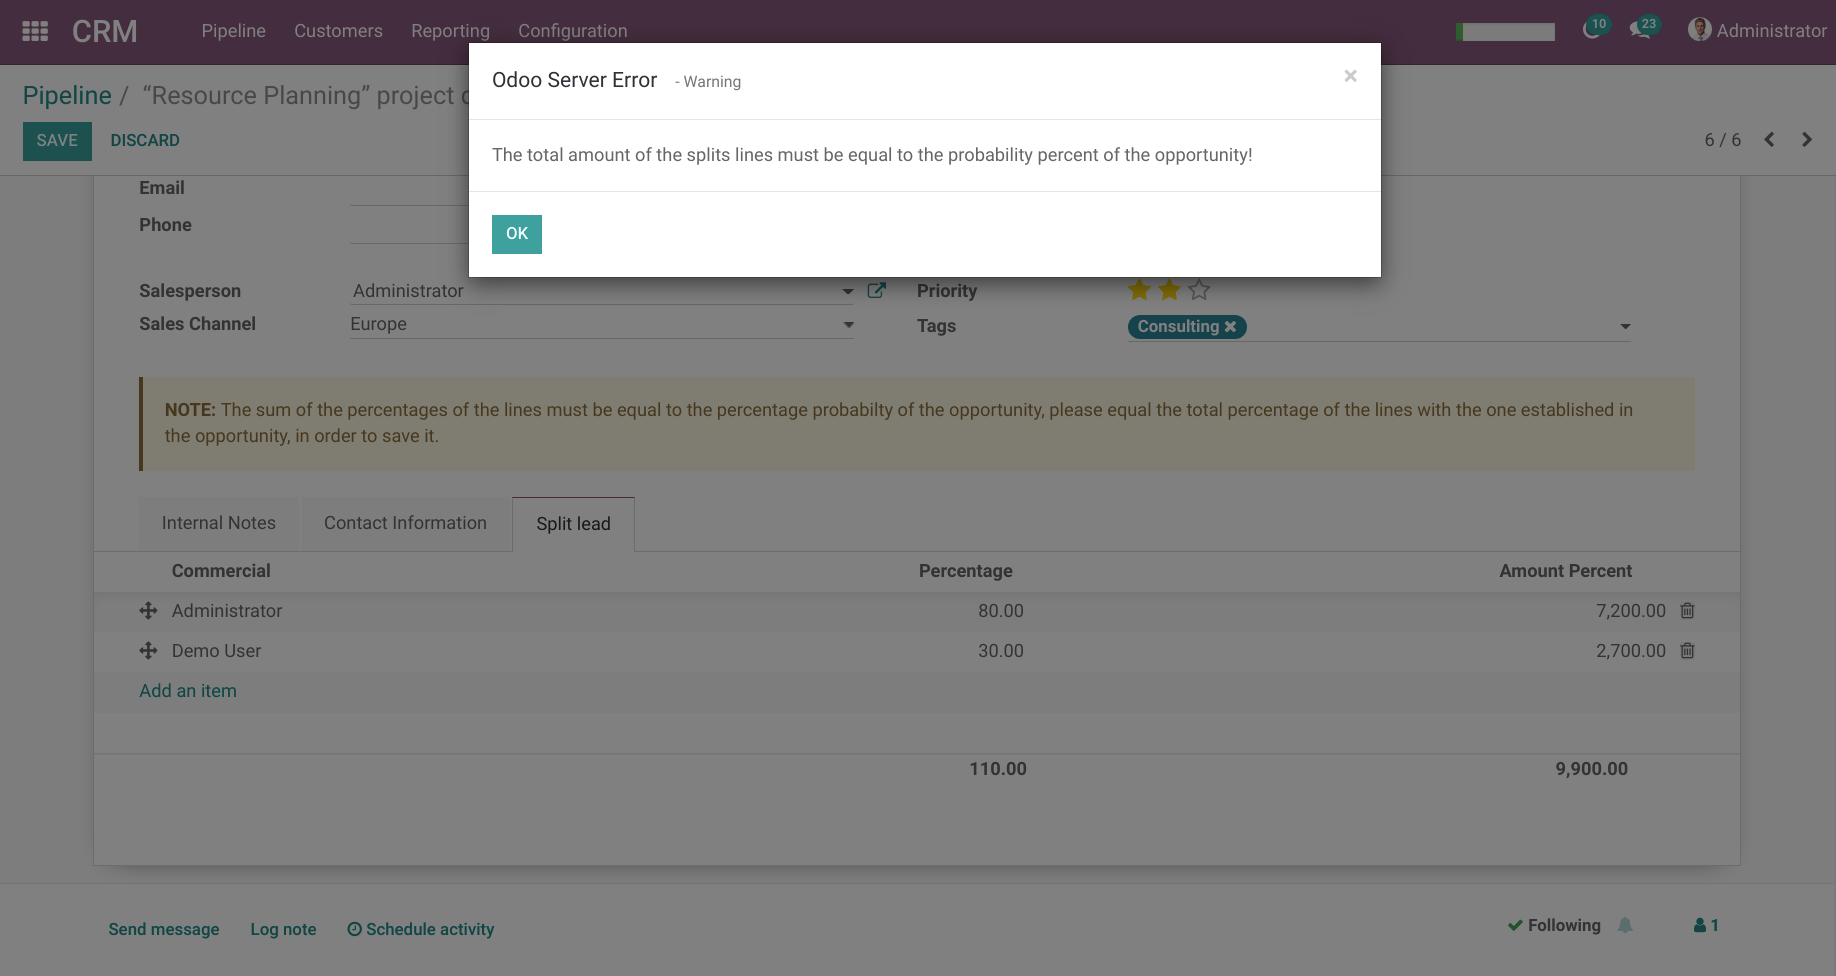 CRM
Pipeline Customers Reporting Configuration
10 23 Administrator
Pipeline / “Resource Planning” project
SAVE DISCARD
6 / 6
Odoo Server Error - Warning ×
The total amount of the splits lines must be equal to the probability percent of the opportunity!
OK
Email
Phone
Salesperson Administrator
Priority
Sales Channel Europe
Tags Consulting
NOTE: The sum of the percentages of the lines must be equal to the percentage probabilty of the opportunity, please equal the total percentage of the lines with the one established in
the opportunity, in order to save it.
Internal Notes Contact Information Split lead
Commercial Percentage Amount Percent
Administrator 80.00 7,200.00
Demo User 30.00 2,700.00
Add an item
110.00 9,900.00
Send message Log note Schedule activity
Following 1